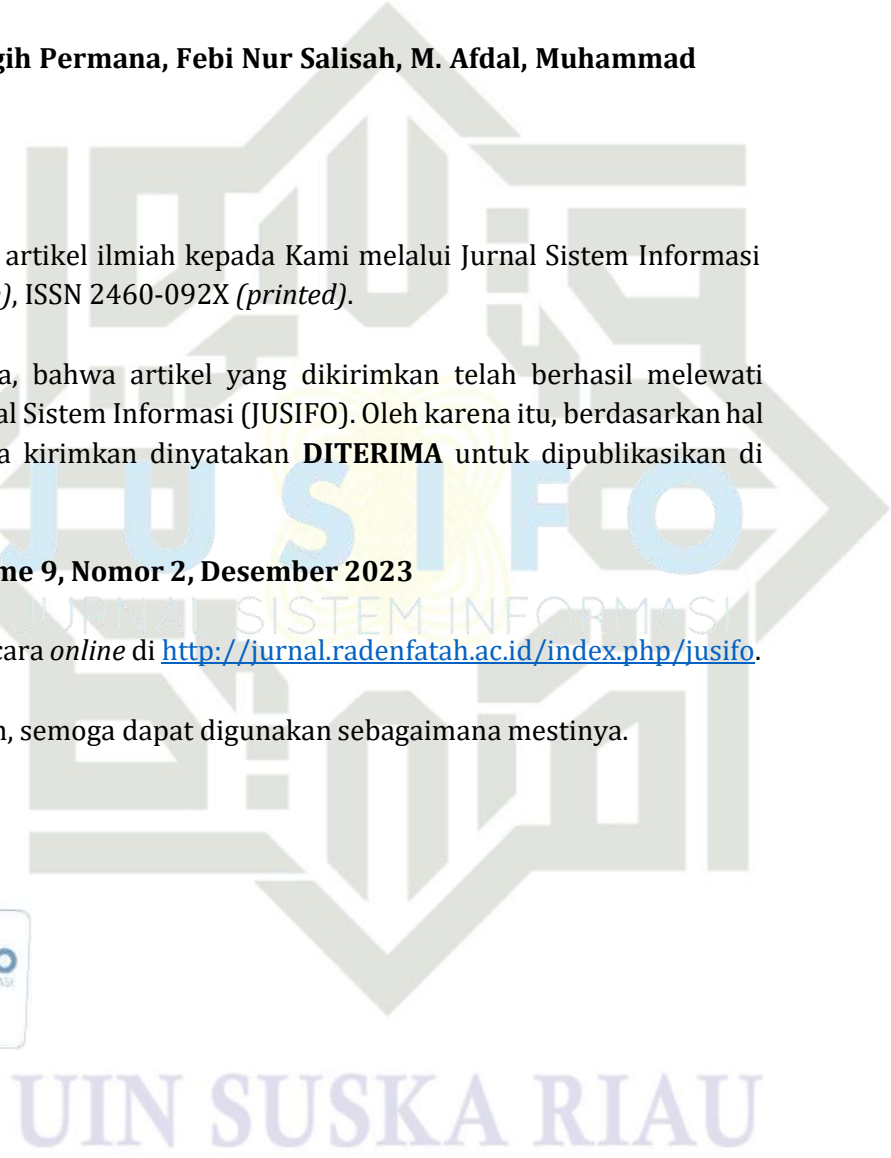 gih Permana, Febi Nur Salisah, M. Afdal, Muhammad
artikel ilmiah kepada Kami melalui Jurnal Sistem Informasi
), ISSN 2460-092X (printed).
a, bahwa artikel yang dikirimkan telah berhasil melewati
al Sistem Informasi (JUSIFO). Oleh karena itu, berdasarkan hal
a kirimkan dinyatakan DITERIMA untuk dipublikasikan di
JUSIFO
me 9, Nomor 2, Desember 2023
JURNAL SISTEM INFORMASI
cara online di http://jurnal.radenfatah.ac.id/index.php/jusifo.
n, semoga dapat digunakan sebagaimana mestinya.
UIN SUSKA RIAU